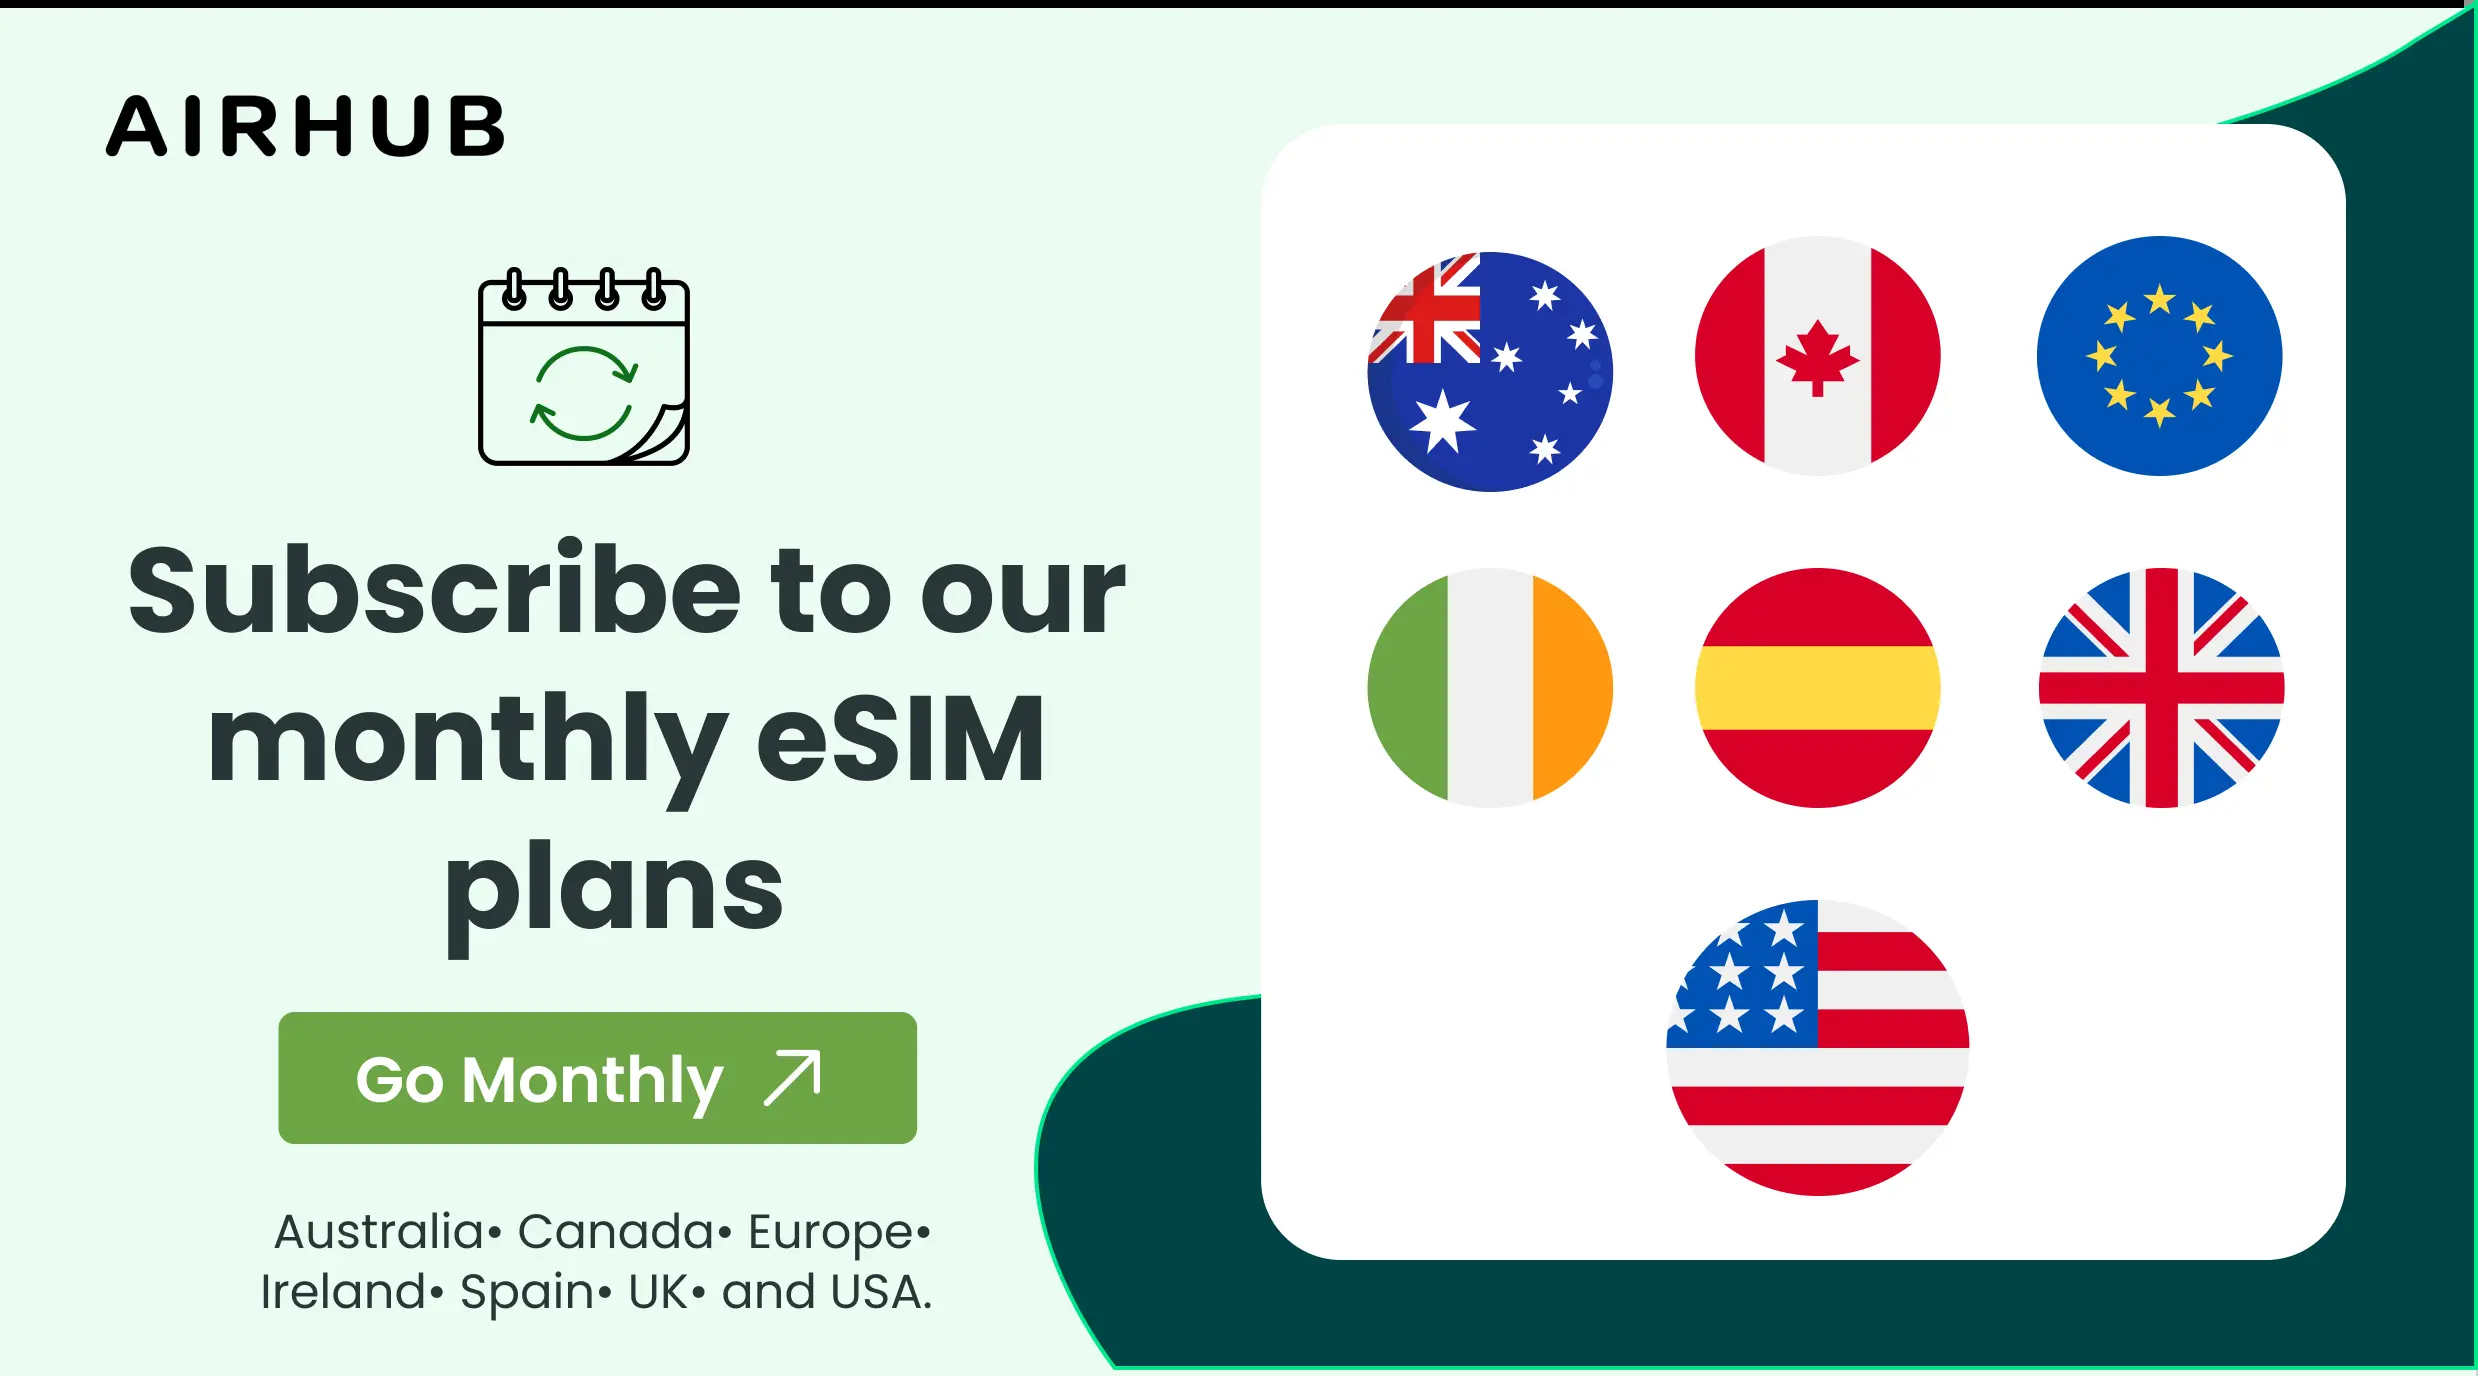 AIRHUB
Subscribe to our
monthly eSIM
plans
Go Monthly
Australia• Canada• Europe•
Ireland• Spain• UK• and USA.